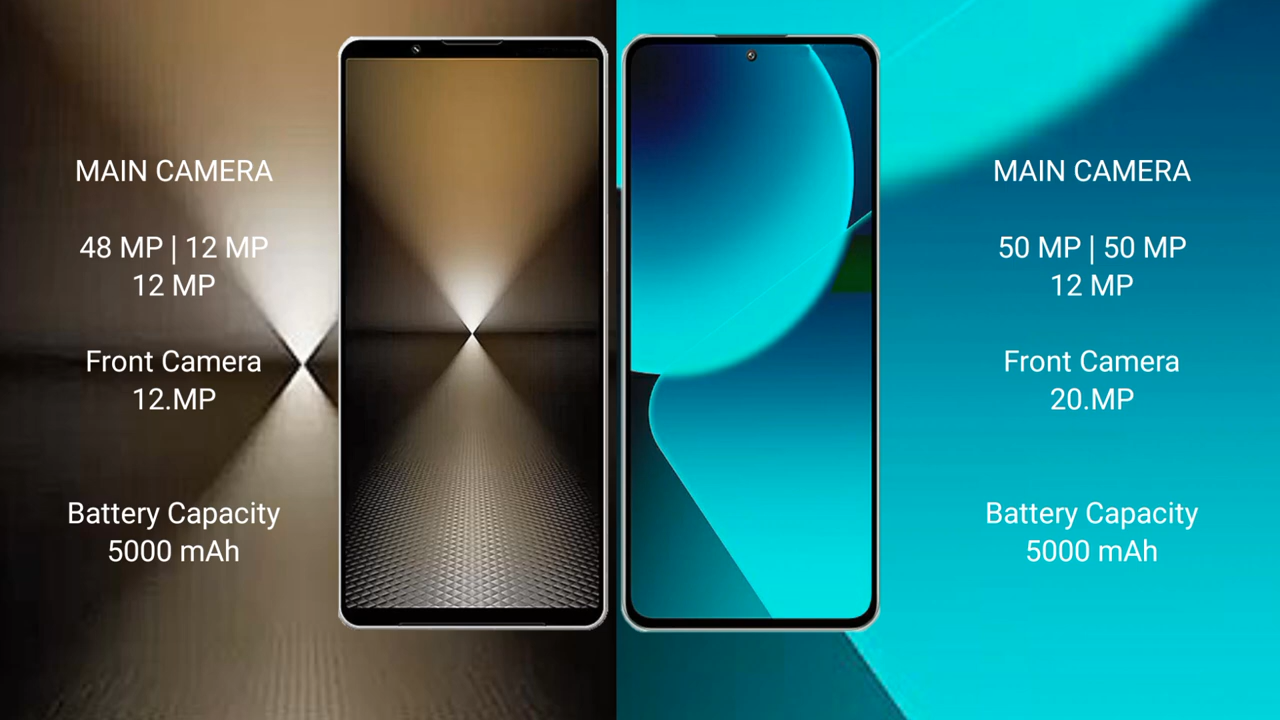 MAIN CAMERA
48 MP | 12 MP
12 MP
Front Camera
12.MP
Battery Capacity
5000 mAh
MAIN CAMERA
50 MP | 50 MP
12 MP
Front Camera
20.MP
Battery Capacity
5000 mAh